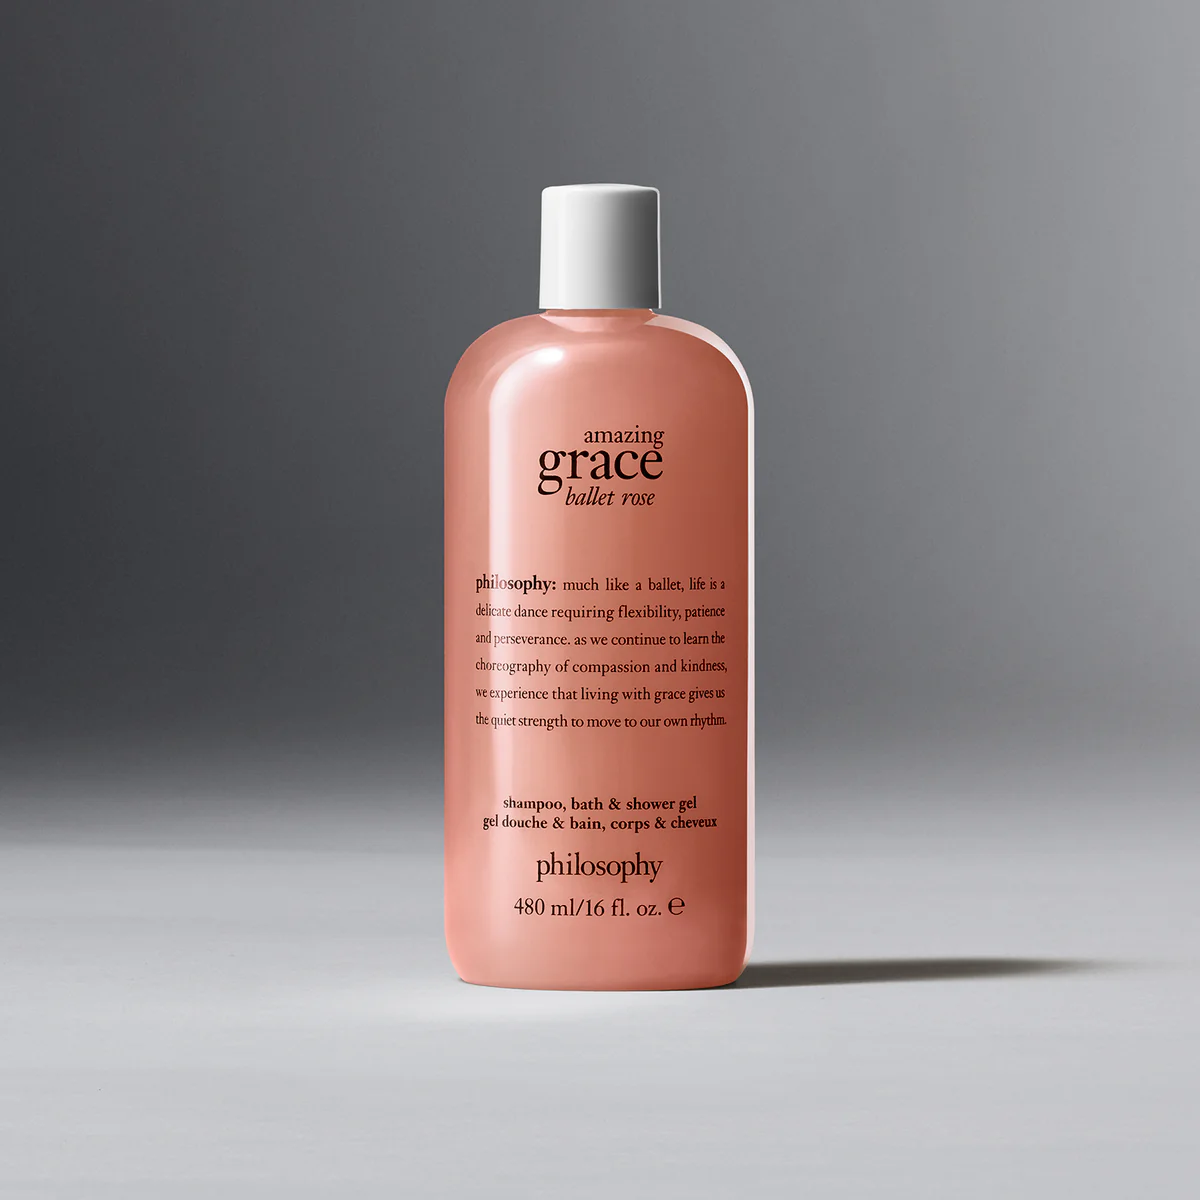 amazing
grace
ballet rose
philosophy: much like a ballet, life is a
delicate dance requiring flexibility, patience
and perseverance. as we continue to learn the
choreography of compassion and kindness,
we experience that living with grace gives us
the quiet strength to move to our own rhythm.
shampoo, bath & shower gel
gel douche & bain, corps & cheveux
philosophy
480 ml/16 fl. oz. ℮